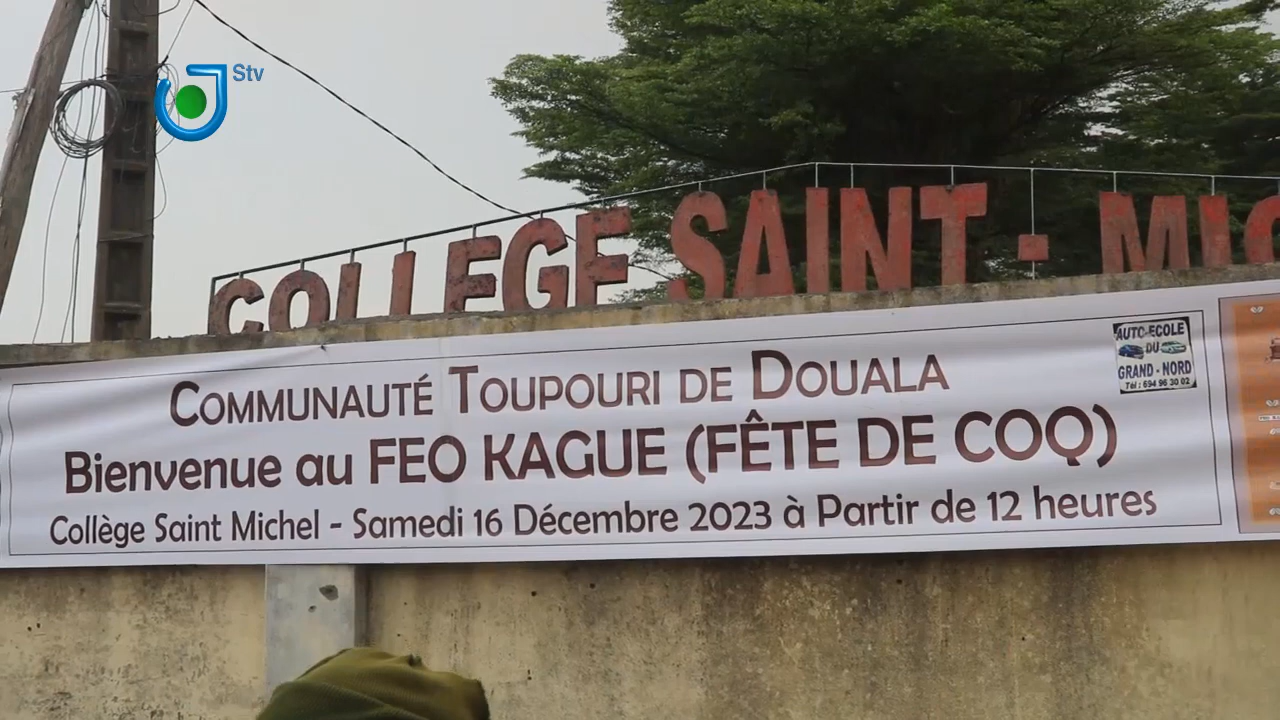 Stv
COLLEGE SAINT-MIC
COMMUNAUTÉ TOUPOURI DE DOUALA
Bienvenue au FEO KAGUE (FÊTE DE COQ)
Collège Saint Michel - Samedi 16 Décembre 2023 à Partir de 12 heures
AUTO-ECOLE
DU
GRAND - NORD
Tél : 694 96 30 02